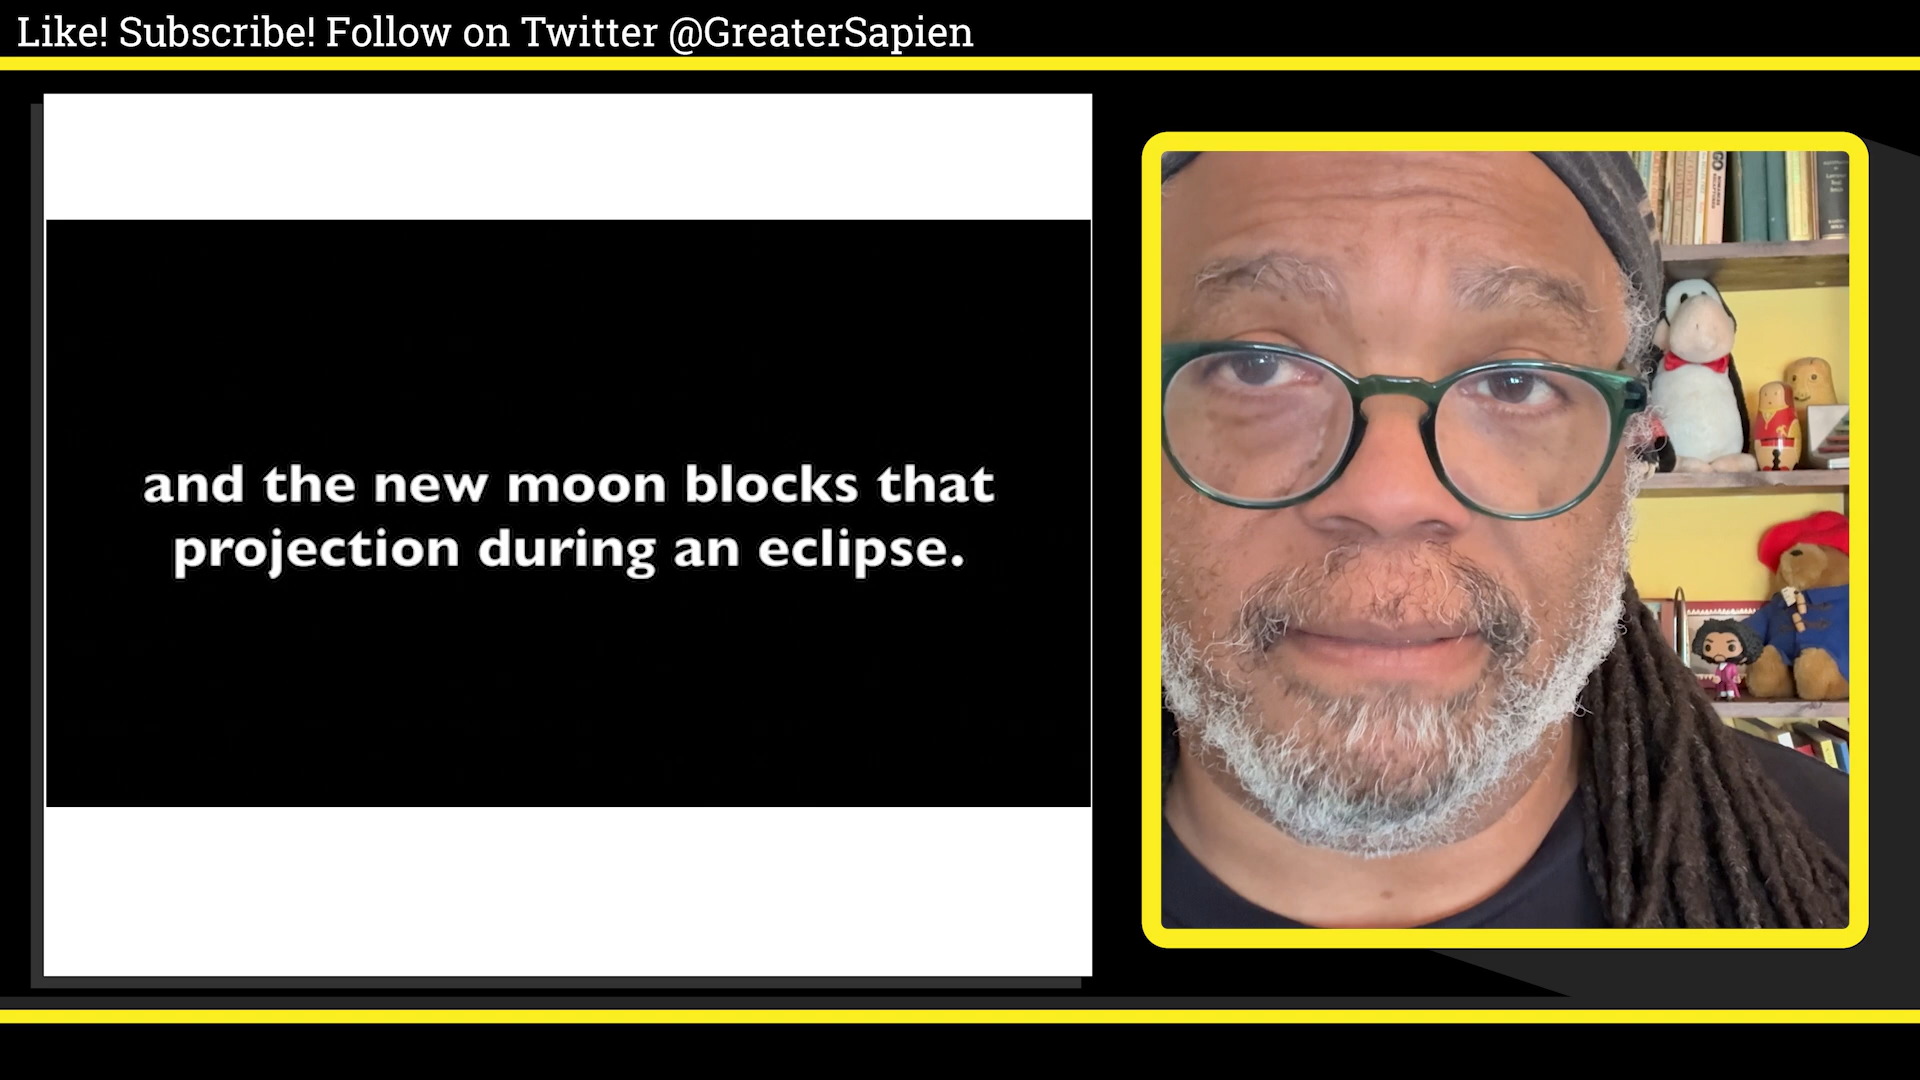 Like! Subscribe! Follow on Twitter @GreaterSapien
and the new moon blocks that
projection during an eclipse.